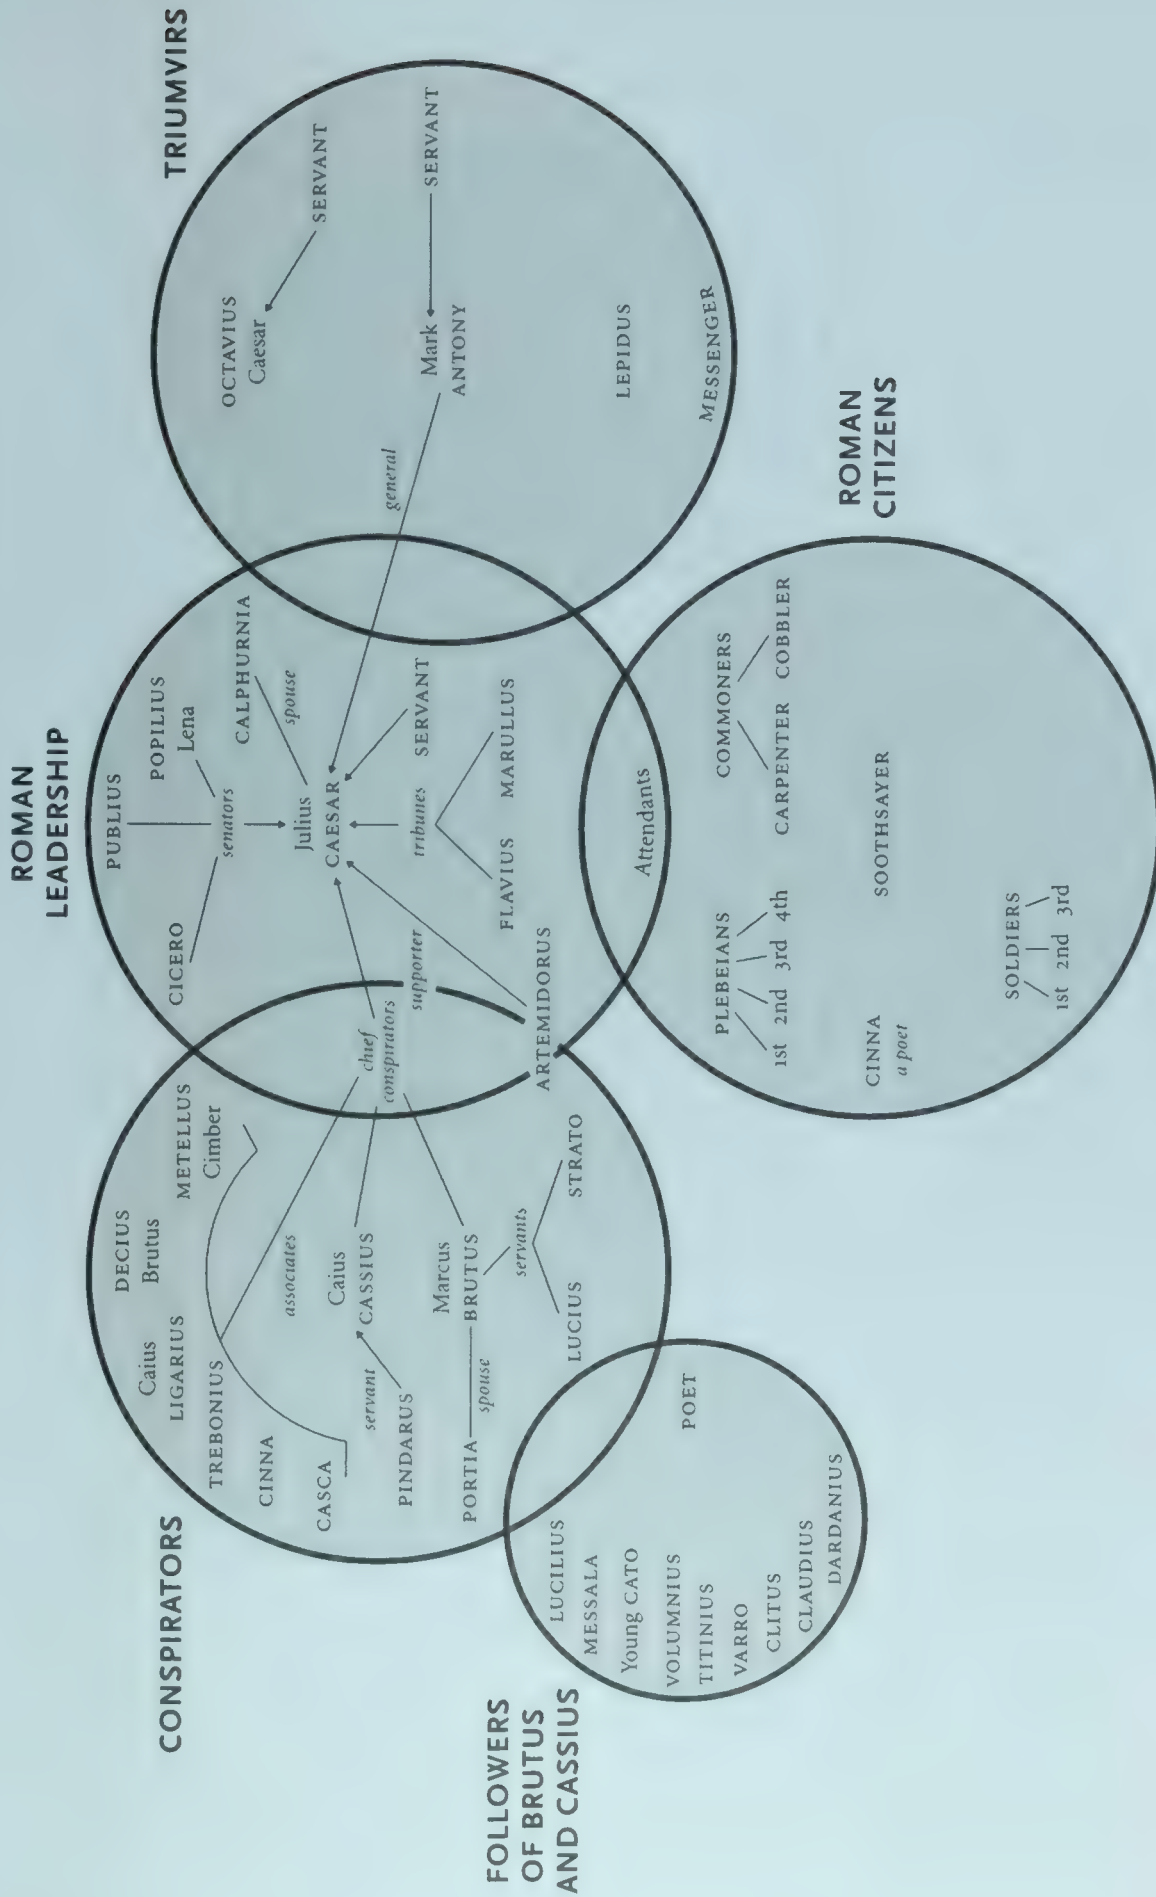 CONSPIRATORS
DECIUS
Brutus
METELLUS
Cimber
Caius
LIGARIUS
TREBONIUS
CINNA
CASCA
associates
Caius
CASSIUS
servant
PINDARUS
Marcus
BRUTUS
PORTIA
spouse
servants
LUCIUS
STRATO
chief
conspirators
supporter
ARTEMIDORUS
ROMAN
LEADERSHIP
PUBLIUS
POPILIUS
Lena
CICERO
senators
CALPHURNIA
spouse
Julius
CAESAR
SERVANT
tribunes
FLAVIUS
MARULLUS
Attendants
general
TRIUMVIRS
OCTAVIUS
Caesar
SERVANT
Mark
ANTONY
SERVANT
LEPIDUS
MESSENGER
FOLLOWERS
OF BRUTUS
AND CASSIUS
LUCILIUS
MESSALA
Young CATO
VOLUMNIUS
TITINIUS
VARRO
CLITUS
CLAUDIUS
DARDANIUS
POET
ROMAN
CITIZENS
PLEBEIANS
1st 2nd 3rd 4th
COMMONERS
CARPENTER COBBLER
CINNA
a poet
SOOTHSAYER
SOLDIERS
1st 2nd 3rd